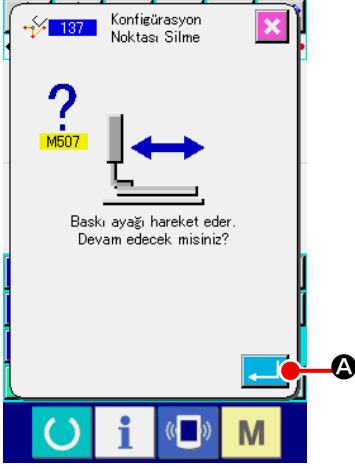 137
Konfigürasyon
Noktası Silme
?
M507
Baskı ayağı hareket eder.
Devam edecek misiniz?
A
i
M